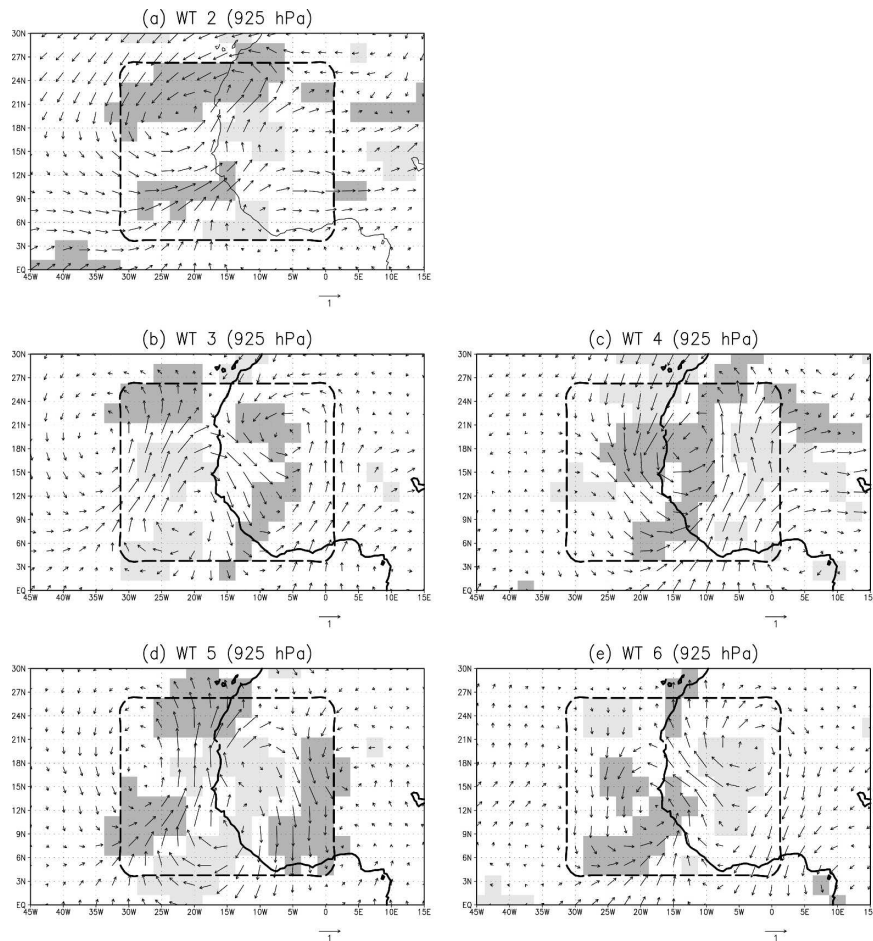 (a) WT 2 (925 hPa)
30N
27N
24N
21N
18N
15N
12N
9N
6N
3N
EQ
45W 40W 35W 30W 25W 20W 15W 10W 5W 0 5E 10E 15E
1
(b) WT 3 (925 hPa)
30N
27N
24N
21N
18N
15N
12N
9N
6N
3N
EQ
45W 40W 35W 30W 25W 20W 15W 10W 5W 0 5E 10E 15E
1
(c) WT 4 (925 hPa)
30N
27N
24N
21N
18N
15N
12N
9N
6N
3N
EQ
45W 40W 35W 30W 25W 20W 15W 10W 5W 0 5E 10E 15E
1
(d) WT 5 (925 hPa)
30N
27N
24N
21N
18N
15N
12N
9N
6N
3N
EQ
45W 40W 35W 30W 25W 20W 15W 10W 5W 0 5E 10E 15E
1
(e) WT 6 (925 hPa)
30N
27N
24N
21N
18N
15N
12N
9N
6N
3N
EQ
45W 40W 35W 30W 25W 20W 15W 10W 5W 0 5E 10E 15E
1